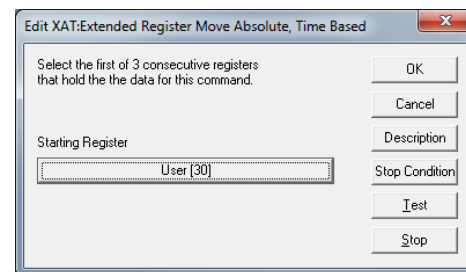 Edit XAT:Extended Register Move Absolute, Time Based
Select the first of 3 consecutive registers
that hold the the data for this command.
Starting Register
User [30]
OK
Cancel
Description
Stop Condition
Test
Stop